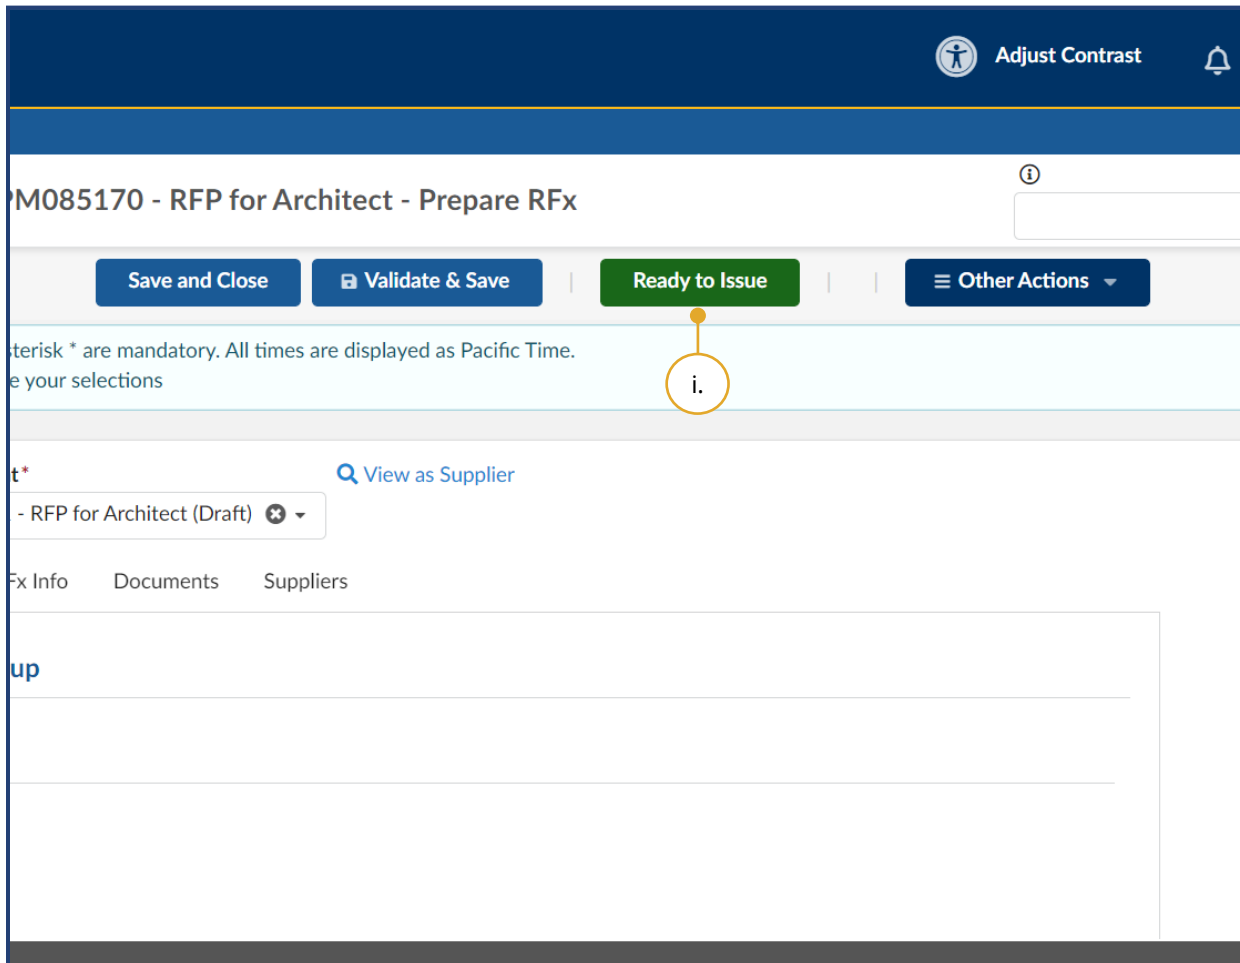 Adjust Contrast
PM085170 - RFP for Architect - Prepare RFx
Save and Close
Validate & Save
|
Ready to Issue
|
|
Other Actions
sterisk * are mandatory. All times are displayed as Pacific Time.
e your selections
i.
t*
View as Supplier
- RFP for Architect (Draft)
Fx Info
Documents
Suppliers
up